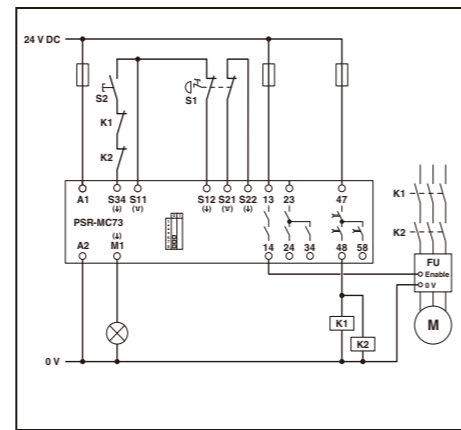 24 V DC
S2
S1
K1
K2
A1
S34
S11
S12
S21
S22
13
23
47
PSR-MC73
A2
M1
14
24
34
48
58
K1
K2
FU
Enable
0 V
M
K1
K2
0 V